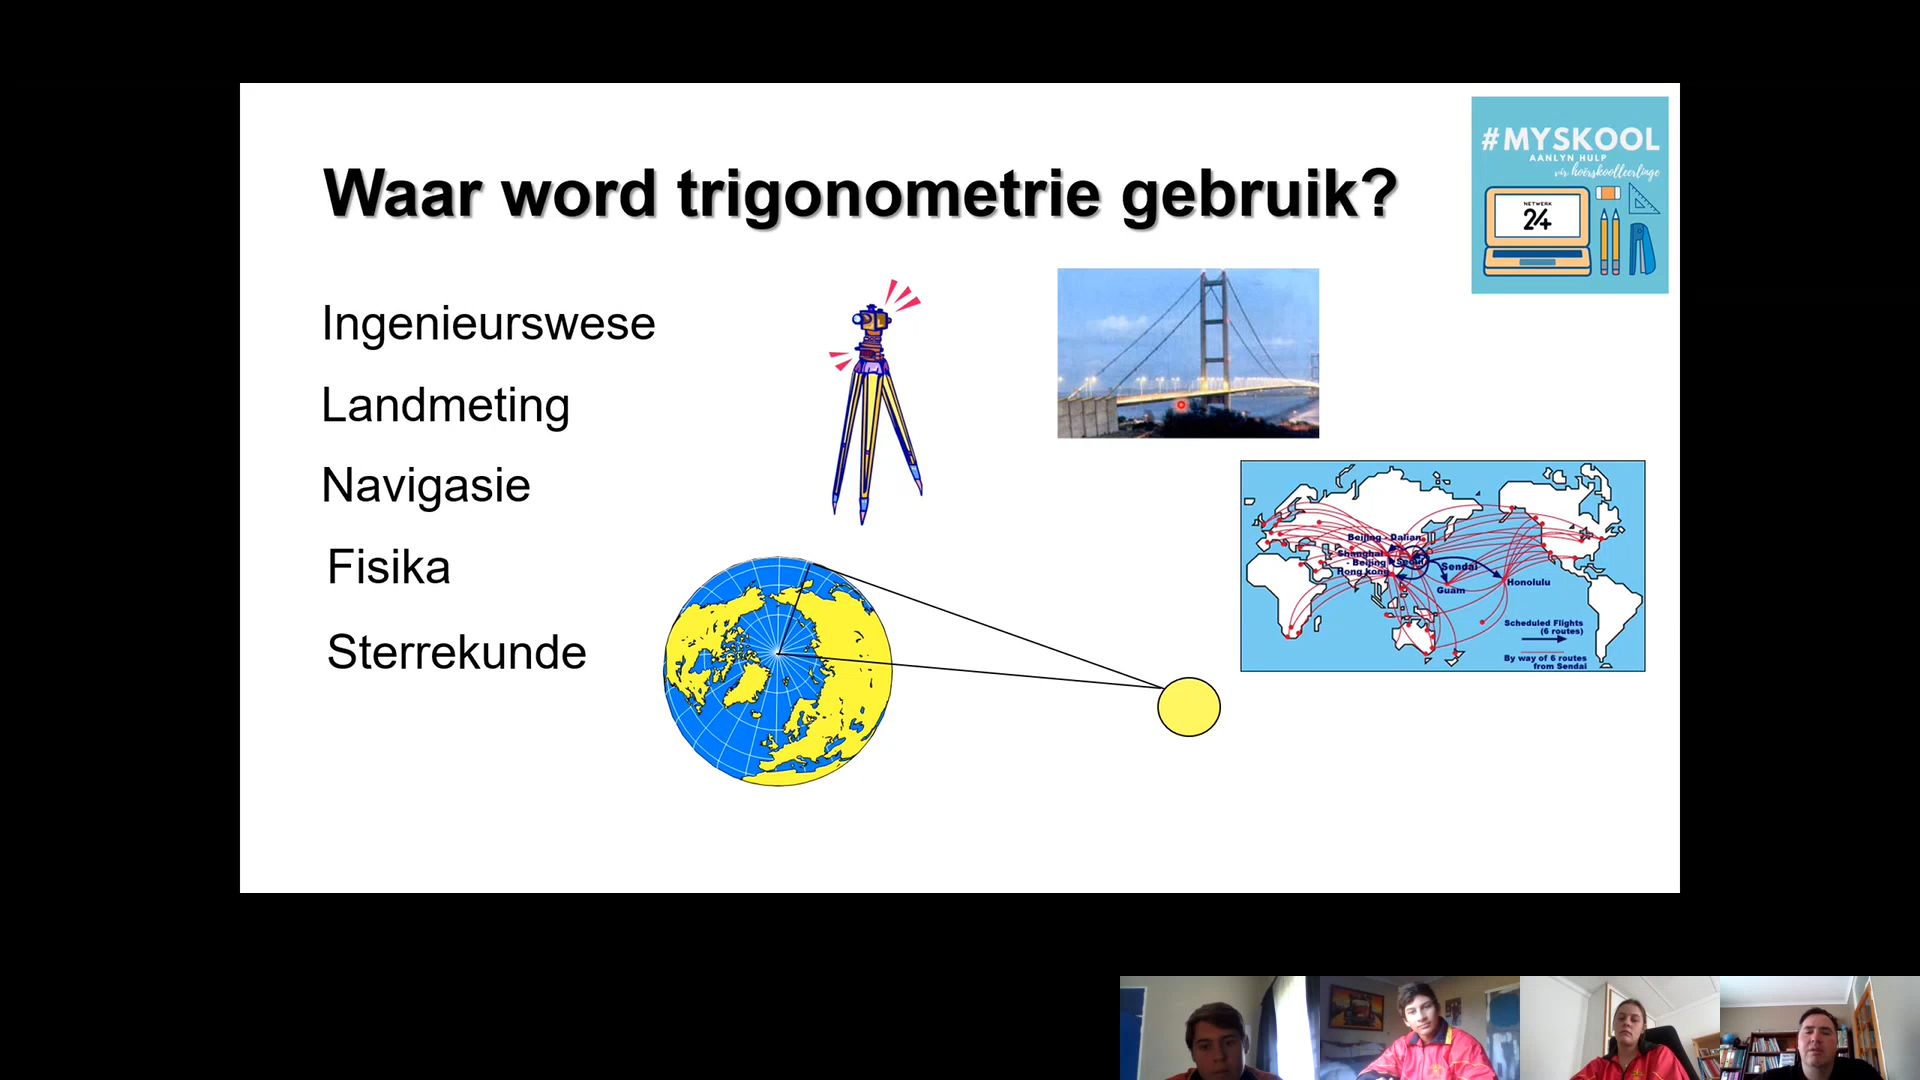 Waar word trigonometrie gebruik?
#MYSKOOL
AANLYN HULP
vir hoërskoolleerlinge
NETWERK
24
Ingenieurswese
Landmeting
Navigasie
Fisika
Sterrekunde
Beijing - Dalian
Shanghai
- Beijing
Seoul
Hong kong
Sendai
Guam
Honolulu
Scheduled Flights
(6 routes)
By way of 6 routes
from Sendai